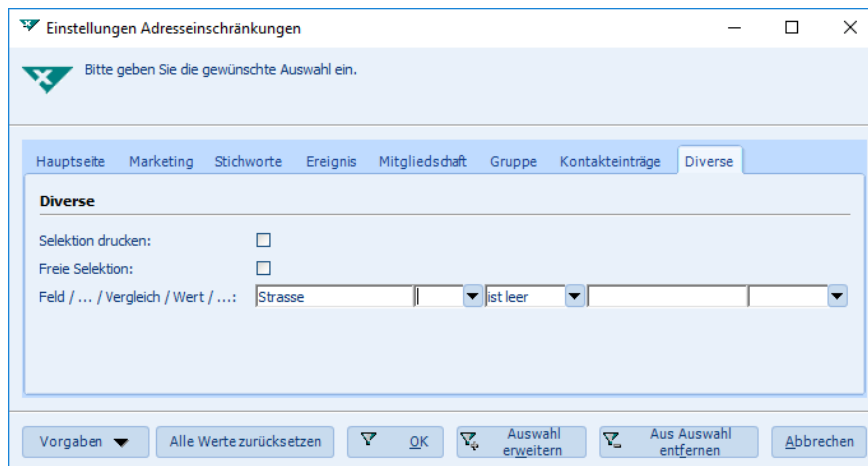 Einstellungen Adresseinschränkungen
Bitte geben Sie die gewünschte Auswahl ein.
Hauptseite Marketing Stichworte Ereignis Mitgliedschaft Gruppe Kontakteinträge Diverse
Diverse
Selektion drucken:
Freie Selektion:
Feld / ... / Vergleich / Wert / ...: Strasse ist leer
Vorgaben Alle Werte zurücksetzen OK Auswahl erweitern Aus Auswahl entfernen Abbrechen